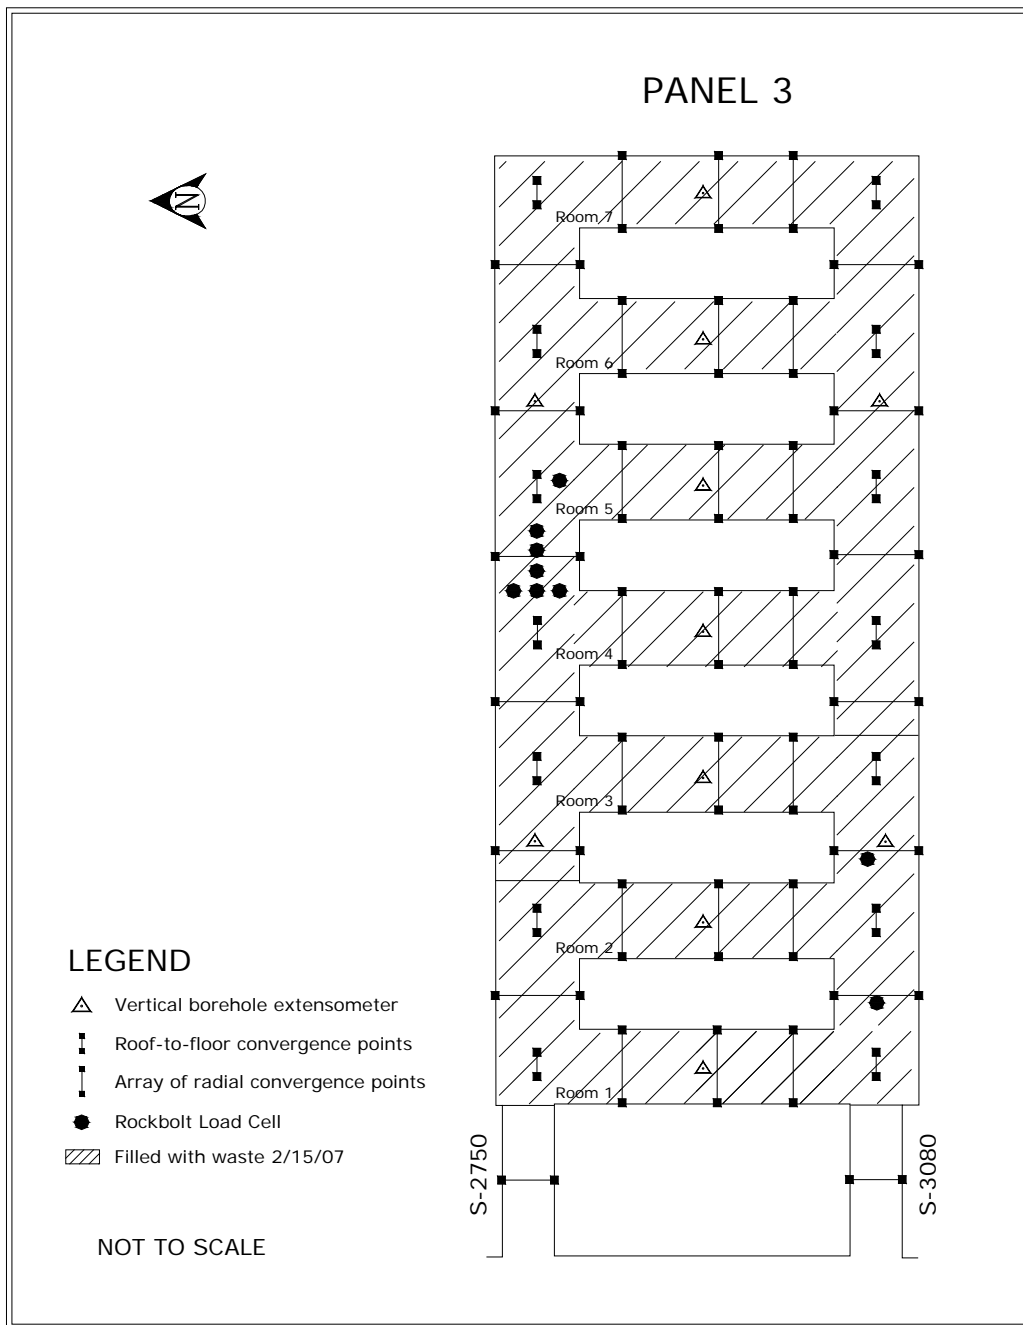 PANEL 3
N
Room 7
Room 6
Room 5
Room 4
Room 3
Room 2
Room 1
LEGEND
Vertical borehole extensometer
Roof-to-floor convergence points
Array of radial convergence points
Rockbolt Load Cell
Filled with waste 2/15/07
S-2750
S-3080
NOT TO SCALE